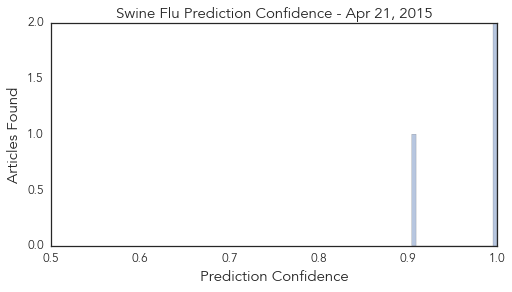 Swine Flu Prediction Confidence - Apr 21, 2015
2.0
1.5
1.0
0.5
0.0
Articles Found
0.5 0.6 0.7 0.8 0.9 1.0
Prediction Confidence